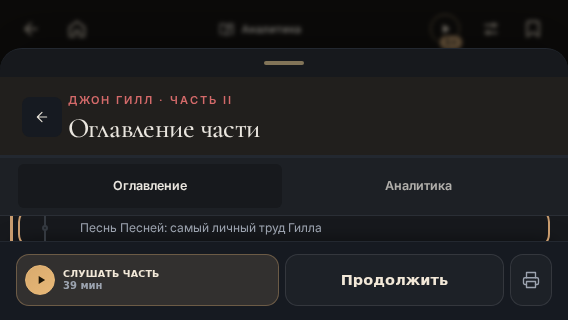 Аналитика
ДЖОН ГИЛЛ · ЧАСТЬ II
Оглавление части
Оглавление
Аналитика
Песнь Песней: самый личный труд Гилла
СЛУШАТЬ ЧАСТЬ
39 мин
Продолжить